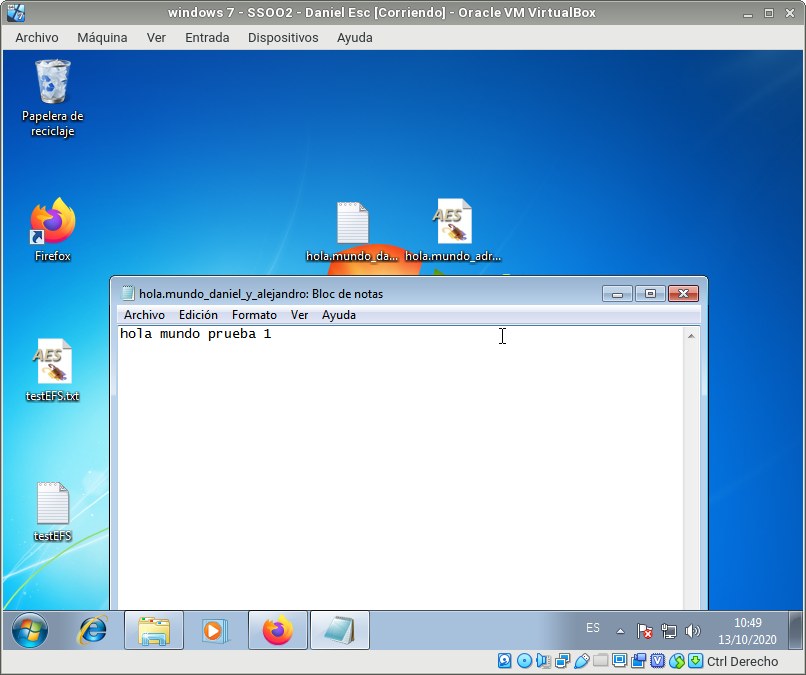 windows 7 - SSOO2 - Daniel Esc [Corriendo] - Oracle VM VirtualBox
Archivo Máquina Ver Entrada Dispositivos Ayuda
Papelera de
reciclaje
Firefox
AES
hola.mundo_da... hola.mundo_adr...
hola.mundo_daniel_y_alejandro: Bloc de notas
Archivo Edición Formato Ver Ayuda
hola mundo prueba 1
AES
testEFS.txt
testEFS
ES
10:49
13/10/2020
Ctrl Derecho